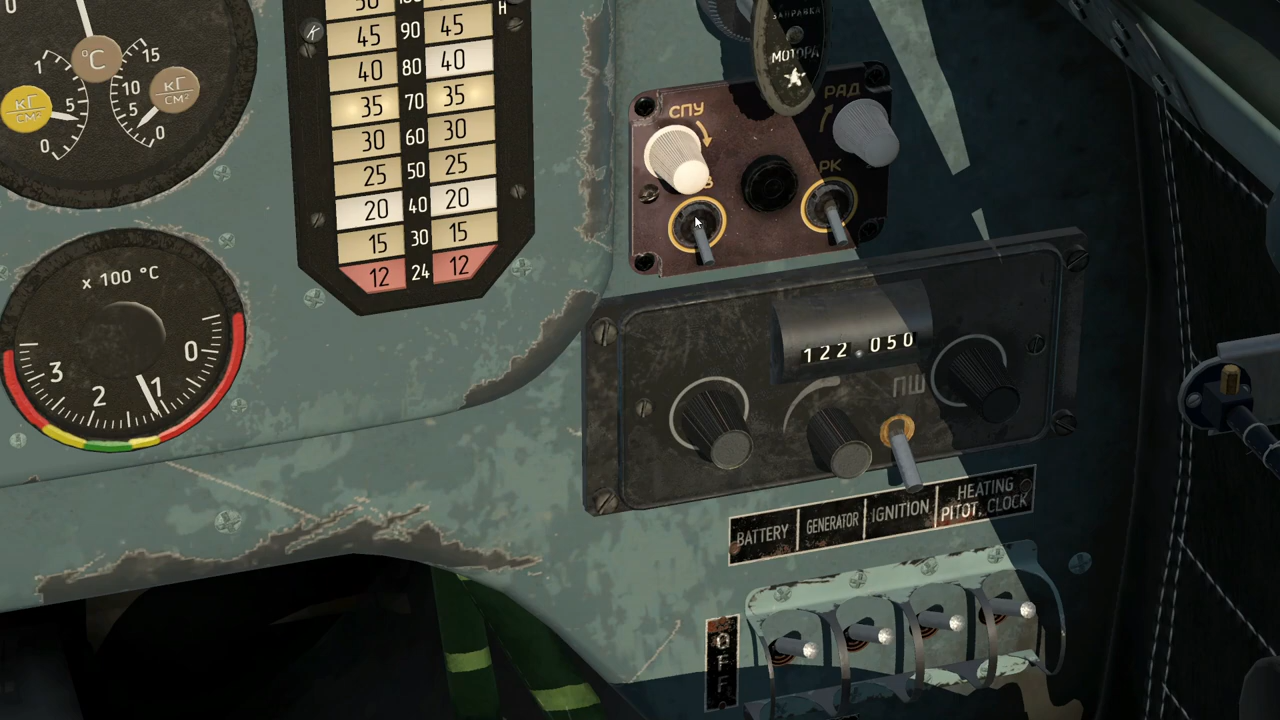 0
°C
15
1
10
5
5
0
0
КГ
СМ²
КГ
СМ²
К
Н
45 90 45
40 80 40
35 70 35
30 60 30
25 50 25
20 40 20
15 30 15
12 24 12
x 100 °C
3
2
1
0
МОТОРА
СПУ
РАД
РК
122.050
ПШ
BATTERY
GENERATOR
IGNITION
HEATING
PITOT, CLOCK
OFF